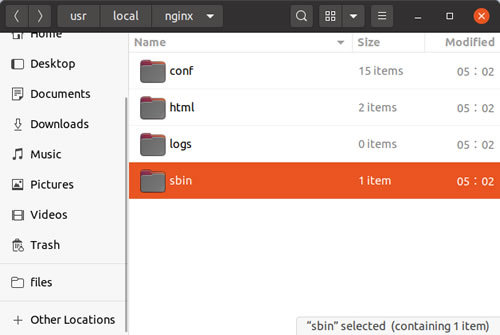 usr local nginx
Home
Desktop
Documents
Downloads
Music
Pictures
Videos
Trash
files
Other Locations
Name Size Modified
conf 15 items 05 : 02
html 2 items 05 : 02
logs 0 items 05 : 02
sbin 1 item 05 : 02
“sbin” selected (containing 1 item)